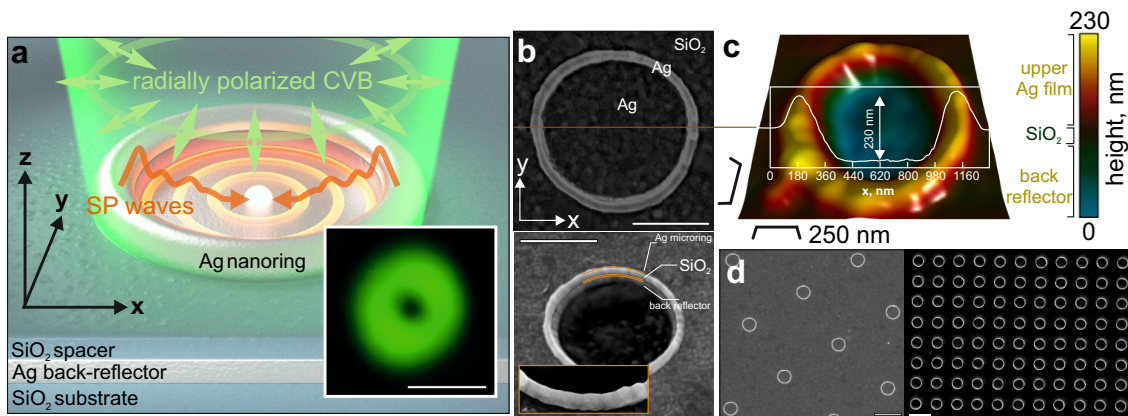 a
radially polarized CVB
z
y
x
SP waves
Ag nanoring
SiO₂ spacer
Ag back-reflector
SiO₂ substrate
b
SiO₂
Ag
Ag
y
x
Ag microring
SiO₂
back reflector
c
230 nm
0 180 360 440 560 620 800 980 1160
x, nm
250 nm
230
upper
Ag film
SiO₂
back
reflector
height, nm
0
d